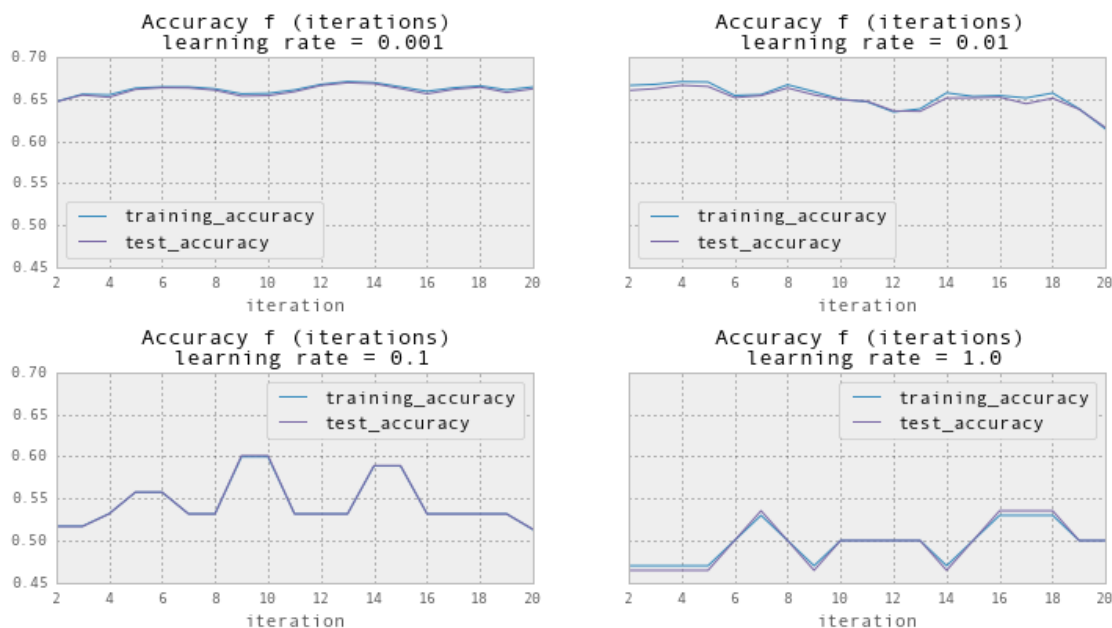 Accuracy f (iterations)
learning rate = 0.001
0.70
0.65
0.60
0.55
0.50
0.45
training_accuracy
test_accuracy
2 4 6 8 10 12 14 16 18 20
iteration
Accuracy f (iterations)
learning rate = 0.01
training_accuracy
test_accuracy
2 4 6 8 10 12 14 16 18 20
iteration
Accuracy f (iterations)
learning rate = 0.1
0.70
0.65
0.60
0.55
0.50
0.45
training_accuracy
test_accuracy
2 4 6 8 10 12 14 16 18 20
iteration
Accuracy f (iterations)
learning rate = 1.0
training_accuracy
test_accuracy
2 4 6 8 10 12 14 16 18 20
iteration